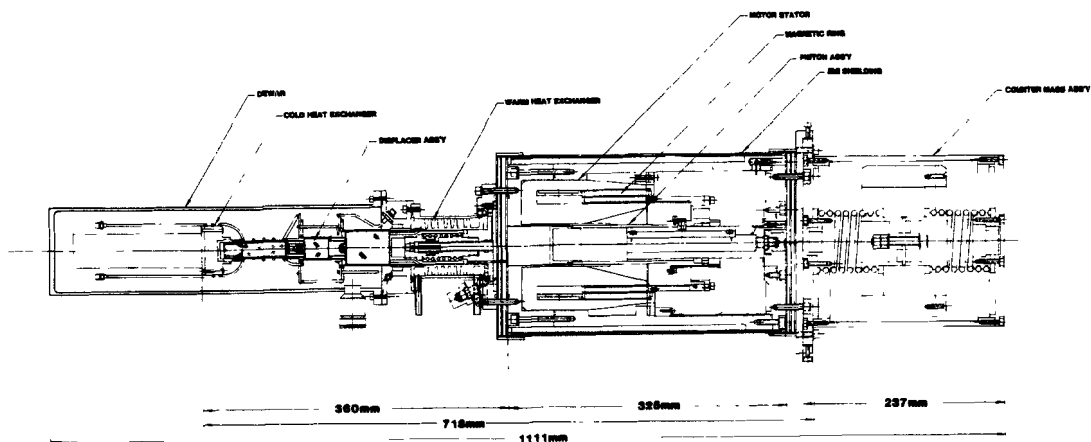 MOTOR STATOR
MAGNETIC RING
PISTON ASSY
EMI SHIELDING
DEWAR
COLD HEAT EXCHANGER
WARM HEAT EXCHANGER
DISPLACER ASSY
COUNTER MASS ASSY
360mm
325mm
237mm
718mm
1111mm